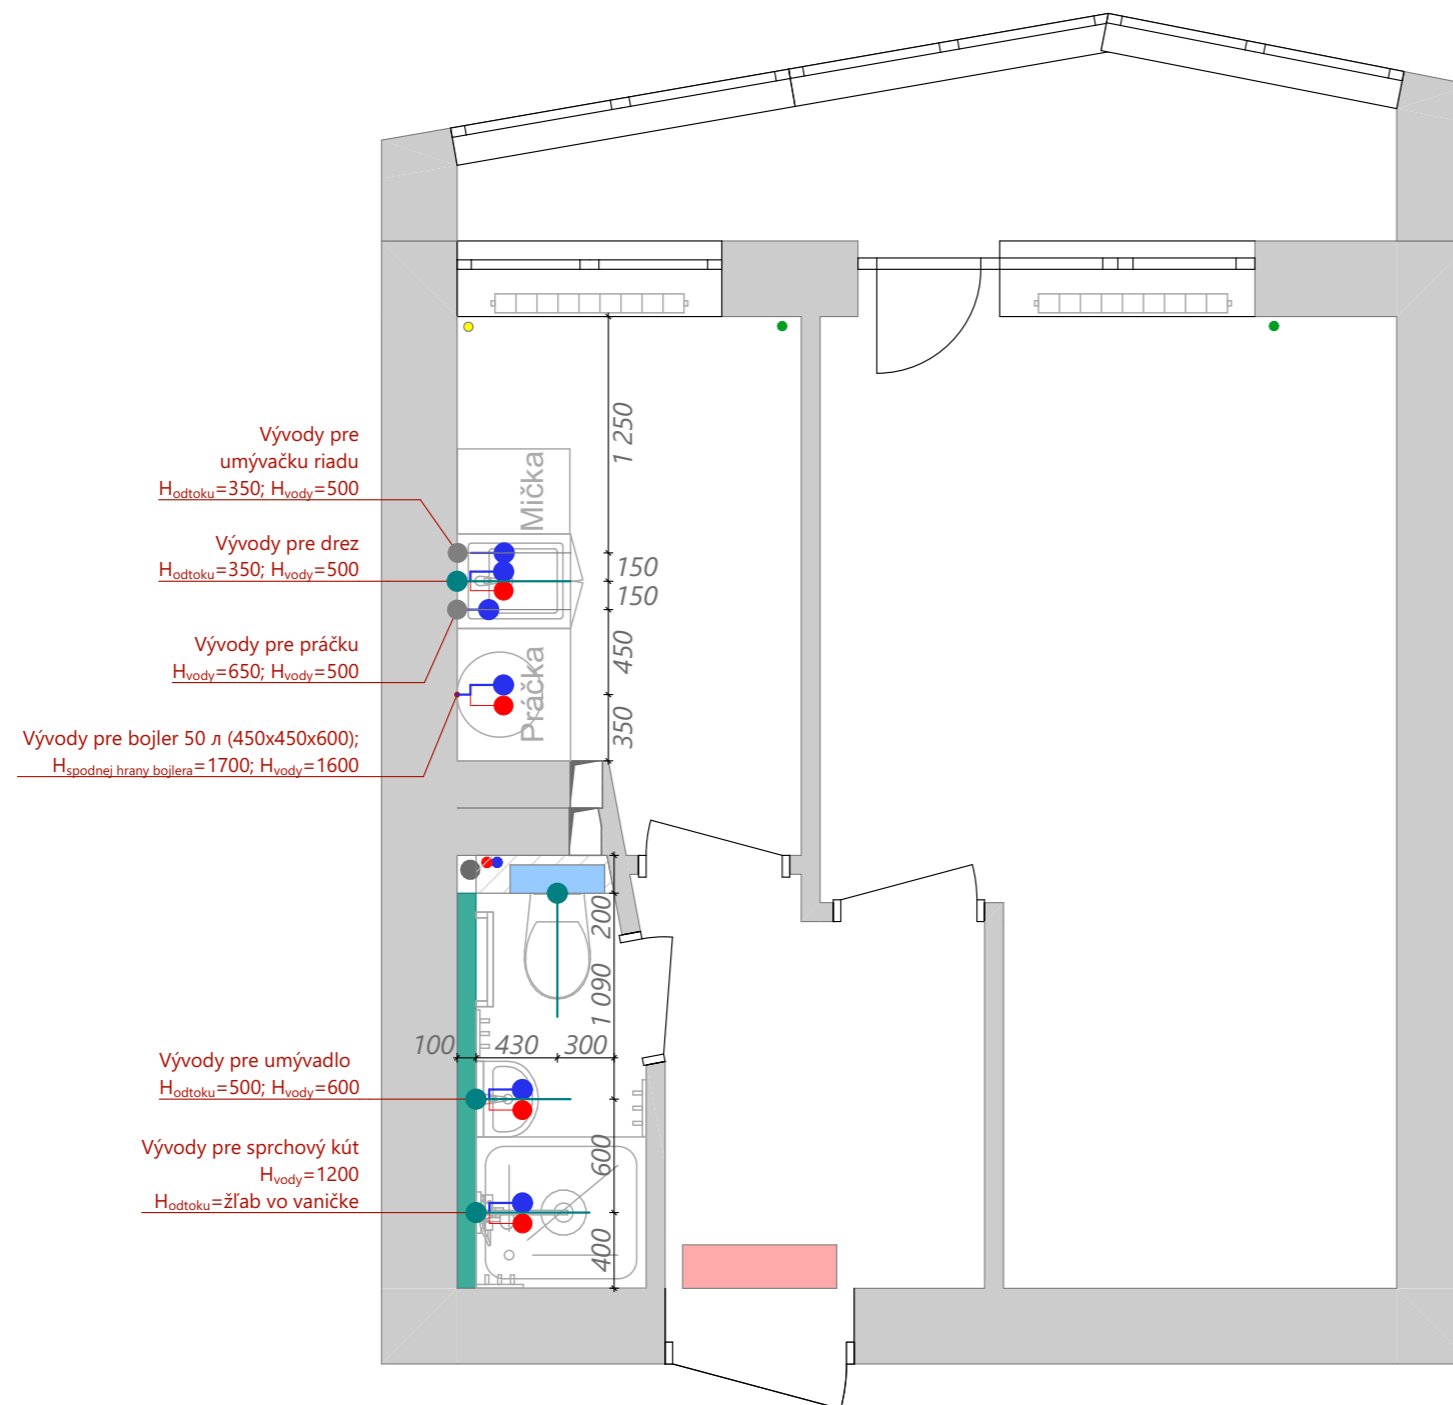 1 250
Vývody pre
umývačku riadu
Hodtoku=350; Hvody=500
Mička
Vývody pre drez
Hodtoku=350; Hvody=500
150
150
Vývody pre práčku
Hvody=650; Hvody=500
450
Práčka
350
Vývody pre bojler 50 л (450x450x600);
Hspodnej hrany bojlera=1700; Hvody=1600
200
1 090
100
430
300
Vývody pre umývadlo
Hodtoku=500; Hvody=600
600
Vývody pre sprchový kút
Hvody=1200
Hodtoku=žľab vo vaničke
400